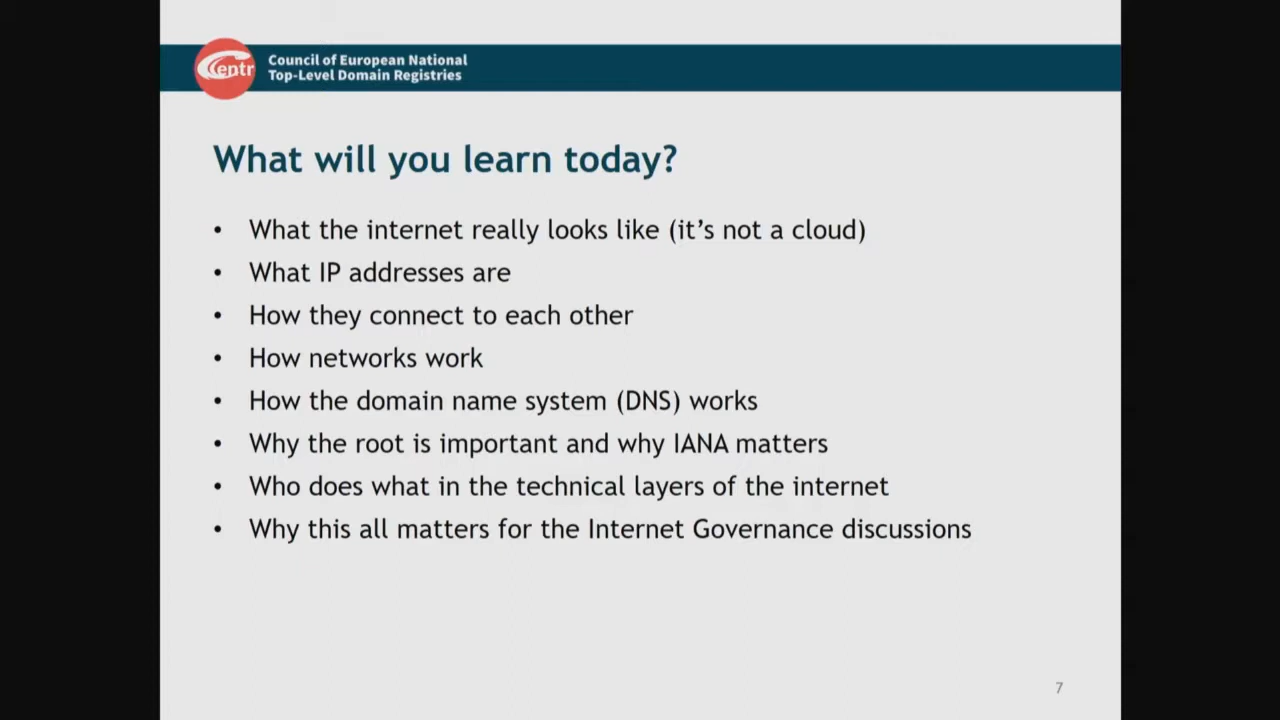 Centr
Council of European National
Top-Level Domain Registries
What will you learn today?
• What the internet really looks like (it's not a cloud)
• What IP addresses are
• How they connect to each other
• How networks work
• How the domain name system (DNS) works
• Why the root is important and why IANA matters
• Who does what in the technical layers of the internet
• Why this all matters for the Internet Governance discussions
7